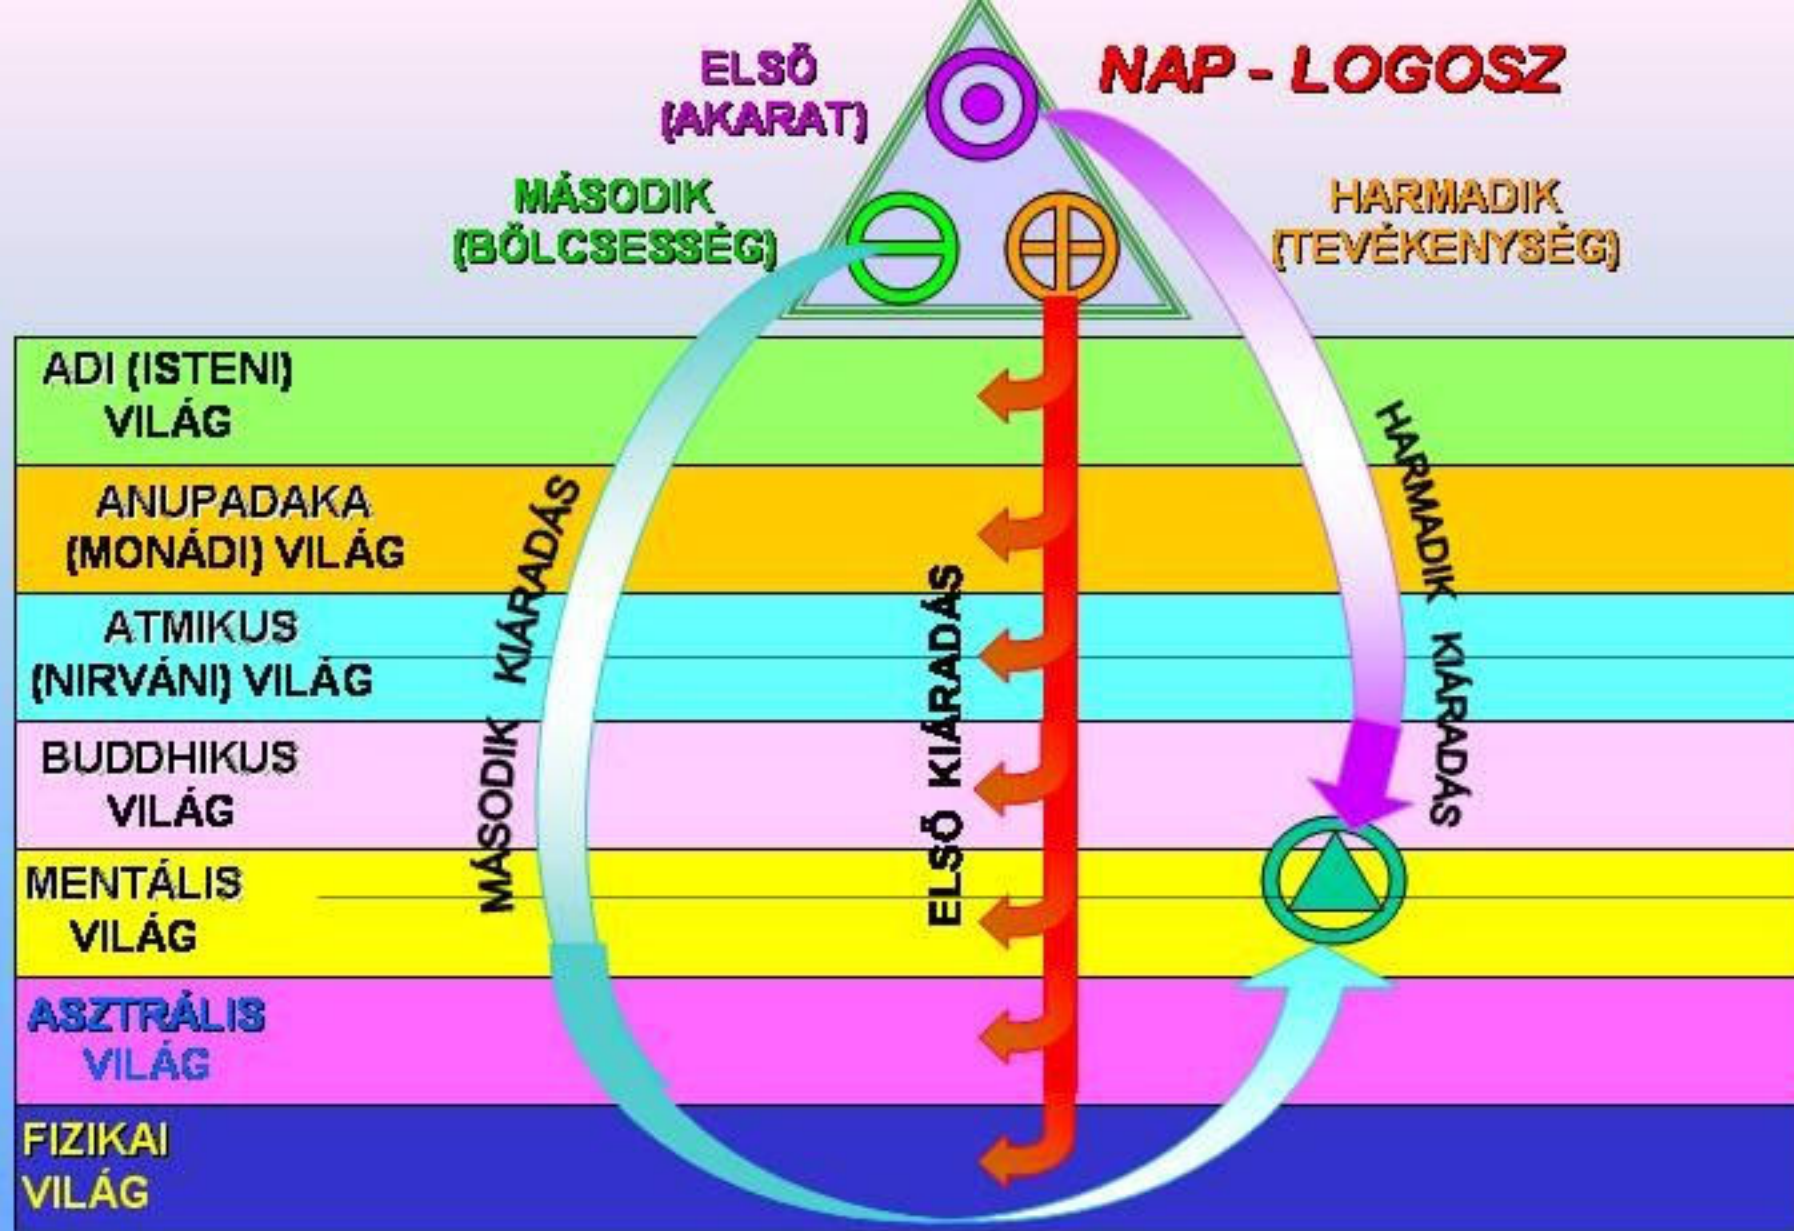 ELSŐ
(AKARAT)
NAP - LOGOSZ
MÁSODIK
(BÖLCSESSÉG)
HARMADIK
(TEVÉKENYSÉG)
ADI (ISTENI)
VILÁG
ANUPADAKA
(MONÁDI) VILÁG
ATMIKUS
(NIRVÁNI) VILÁG
BUDDHIKUS
VILÁG
MENTÁLIS
VILÁG
ASZTRÁLIS
VILÁG
FIZIKAI
VILÁG
MÁSODIK KIÁRADÁS
ELSŐ KIÁRADÁS
HARMADIK KIÁRADÁS